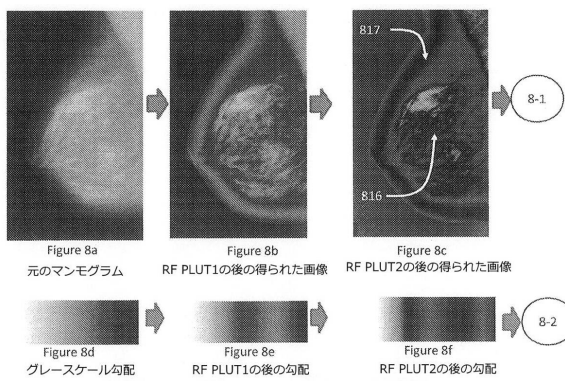 817
8-1
816
Figure 8a
Figure 8b
Figure 8c
元のマンモグラム
RF PLUT1の後の得られた画像
RF PLUT2の後の得られた画像
8-2
Figure 8d
Figure 8e
Figure 8f
グレースケール勾配
RF PLUT1の後の勾配
RF PLUT2の後の勾配